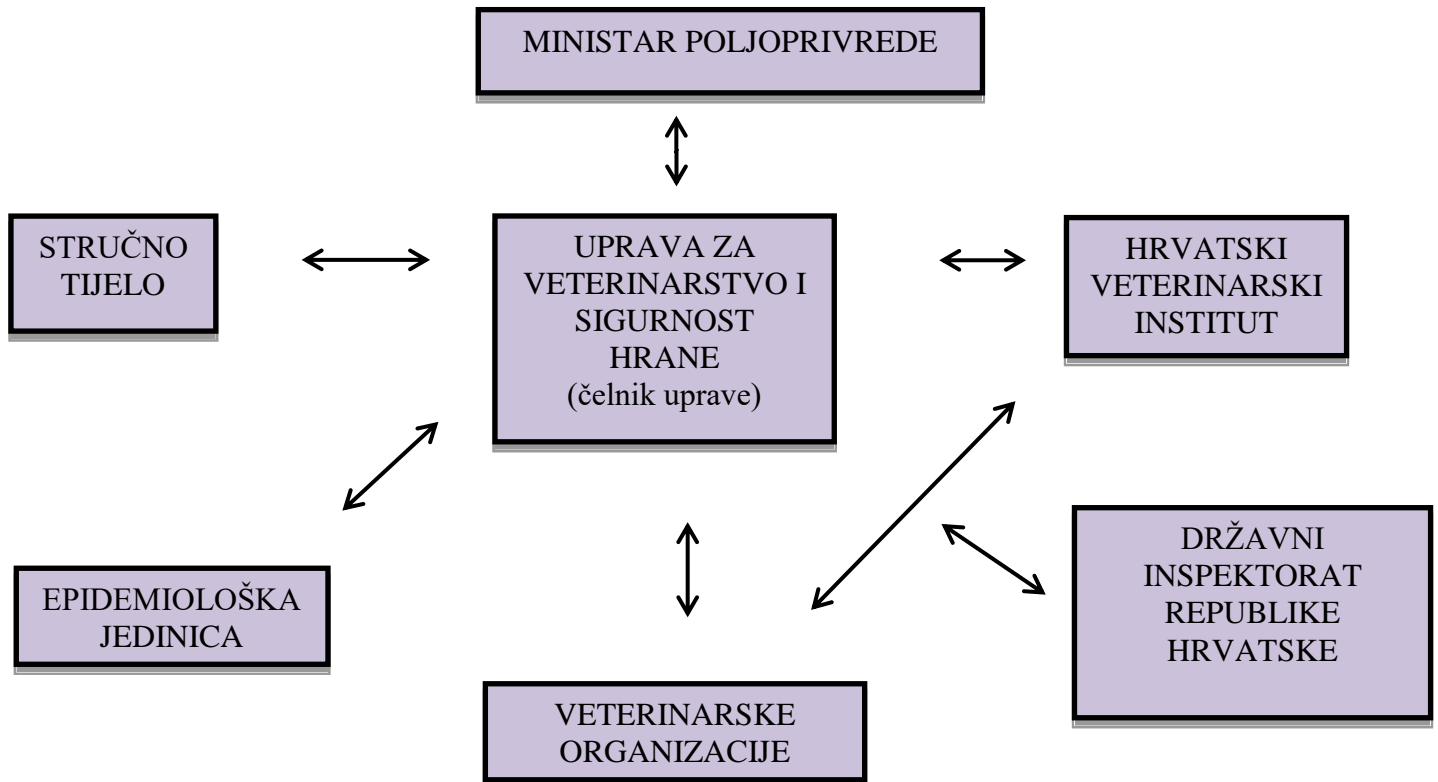 MINISTAR POLJOPRIVREDE
STRUČNO
TIJELO
UPRAVA ZA
VETERINARSTVO I
SIGURNOST
HRANE
(čelnik uprave)
HRVATSKI
VETERINARSKI
INSTITUT
EPIDEMIOLOŠKA
JEDINICA
DRŽAVNI
INSPEKTORAT
REPUBLIKE
HRVATSKE
VETERINARSKE
ORGANIZACIJE